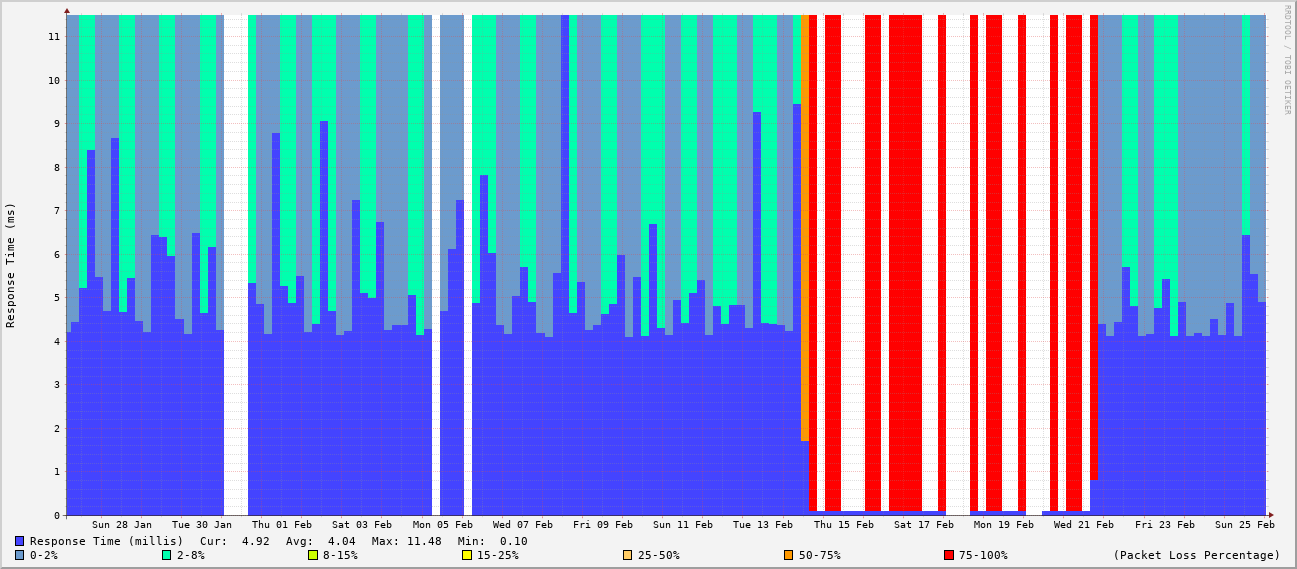 RRDTOOL / TOBI OETIKER
Response Time (ms)
11
10
9
8
7
6
5
4
3
2
1
0
Sun 28 Jan Tue 30 Jan Thu 01 Feb Sat 03 Feb Mon 05 Feb Wed 07 Feb Fri 09 Feb Sun 11 Feb Tue 13 Feb Thu 15 Feb Sat 17 Feb Mon 19 Feb Wed 21 Feb Fri 23 Feb Sun 25 Feb
Response Time (millis) Cur: 4.92 Avg: 4.04 Max: 11.48 Min: 0.10
0-2% 2-8% 8-15% 15-25% 25-50% 50-75% 75-100% (Packet Loss Percentage)